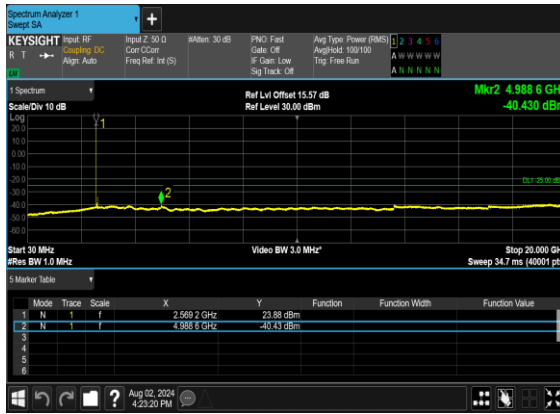 Spectrum Analyzer 1
Swept SA
+
KEYSIGHT Input: RF Input Z: 50 Ω #Atten: 30 dB PNO: Fast Avg Type: Power (RMS) 1 2 3 4 5 6
R T Coupling: DC Corr CCorr Gate: Off Avg|Hold: 100/100 A W W W W W
Align: Auto Freq Ref: Int (S) IF Gain: Low Trig: Free Run
Sig Track: Off A N N N N N
1 Spectrum
Scale/Div 10 dB
Ref Lvl Offset 15.57 dB
Ref Level 30.00 dBm
Mkr2 4.988 6 GH
-40.430 dBm
Log
1
20.0
10.0
0.00
-10.0
-20.0
DL1 -25.00 dB
-30.0
2
-40.0
-50.0
-60.0
Start 30 MHz Video BW 3.0 MHz* Stop 20.000 GH
#Res BW 1.0 MHz Sweep 34.7 ms (40001 pt
5 Marker Table
Mode Trace Scale X Y Function Function Width Function Value
1 N 1 f 2.569 2 GHz 23.88 dBm
2 N 1 f 4.988 6 GHz -40.43 dBm
3
4
5
6
? Aug 02, 2024
4:23:20 PM